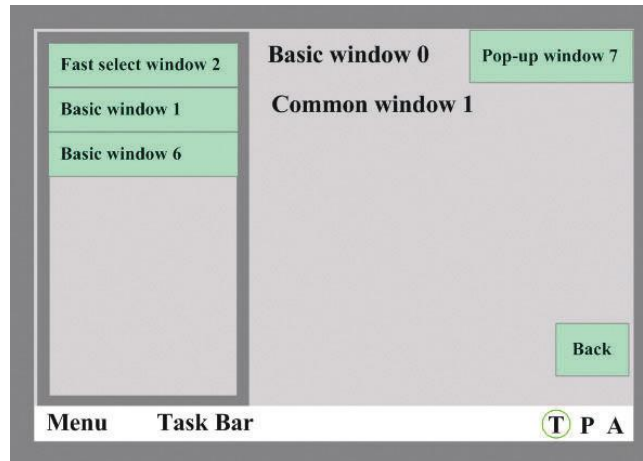 Fast select window 2
Basic window 1
Basic window 6
Basic window 0
Pop-up window 7
Common window 1
Back
Menu Task Bar T P A